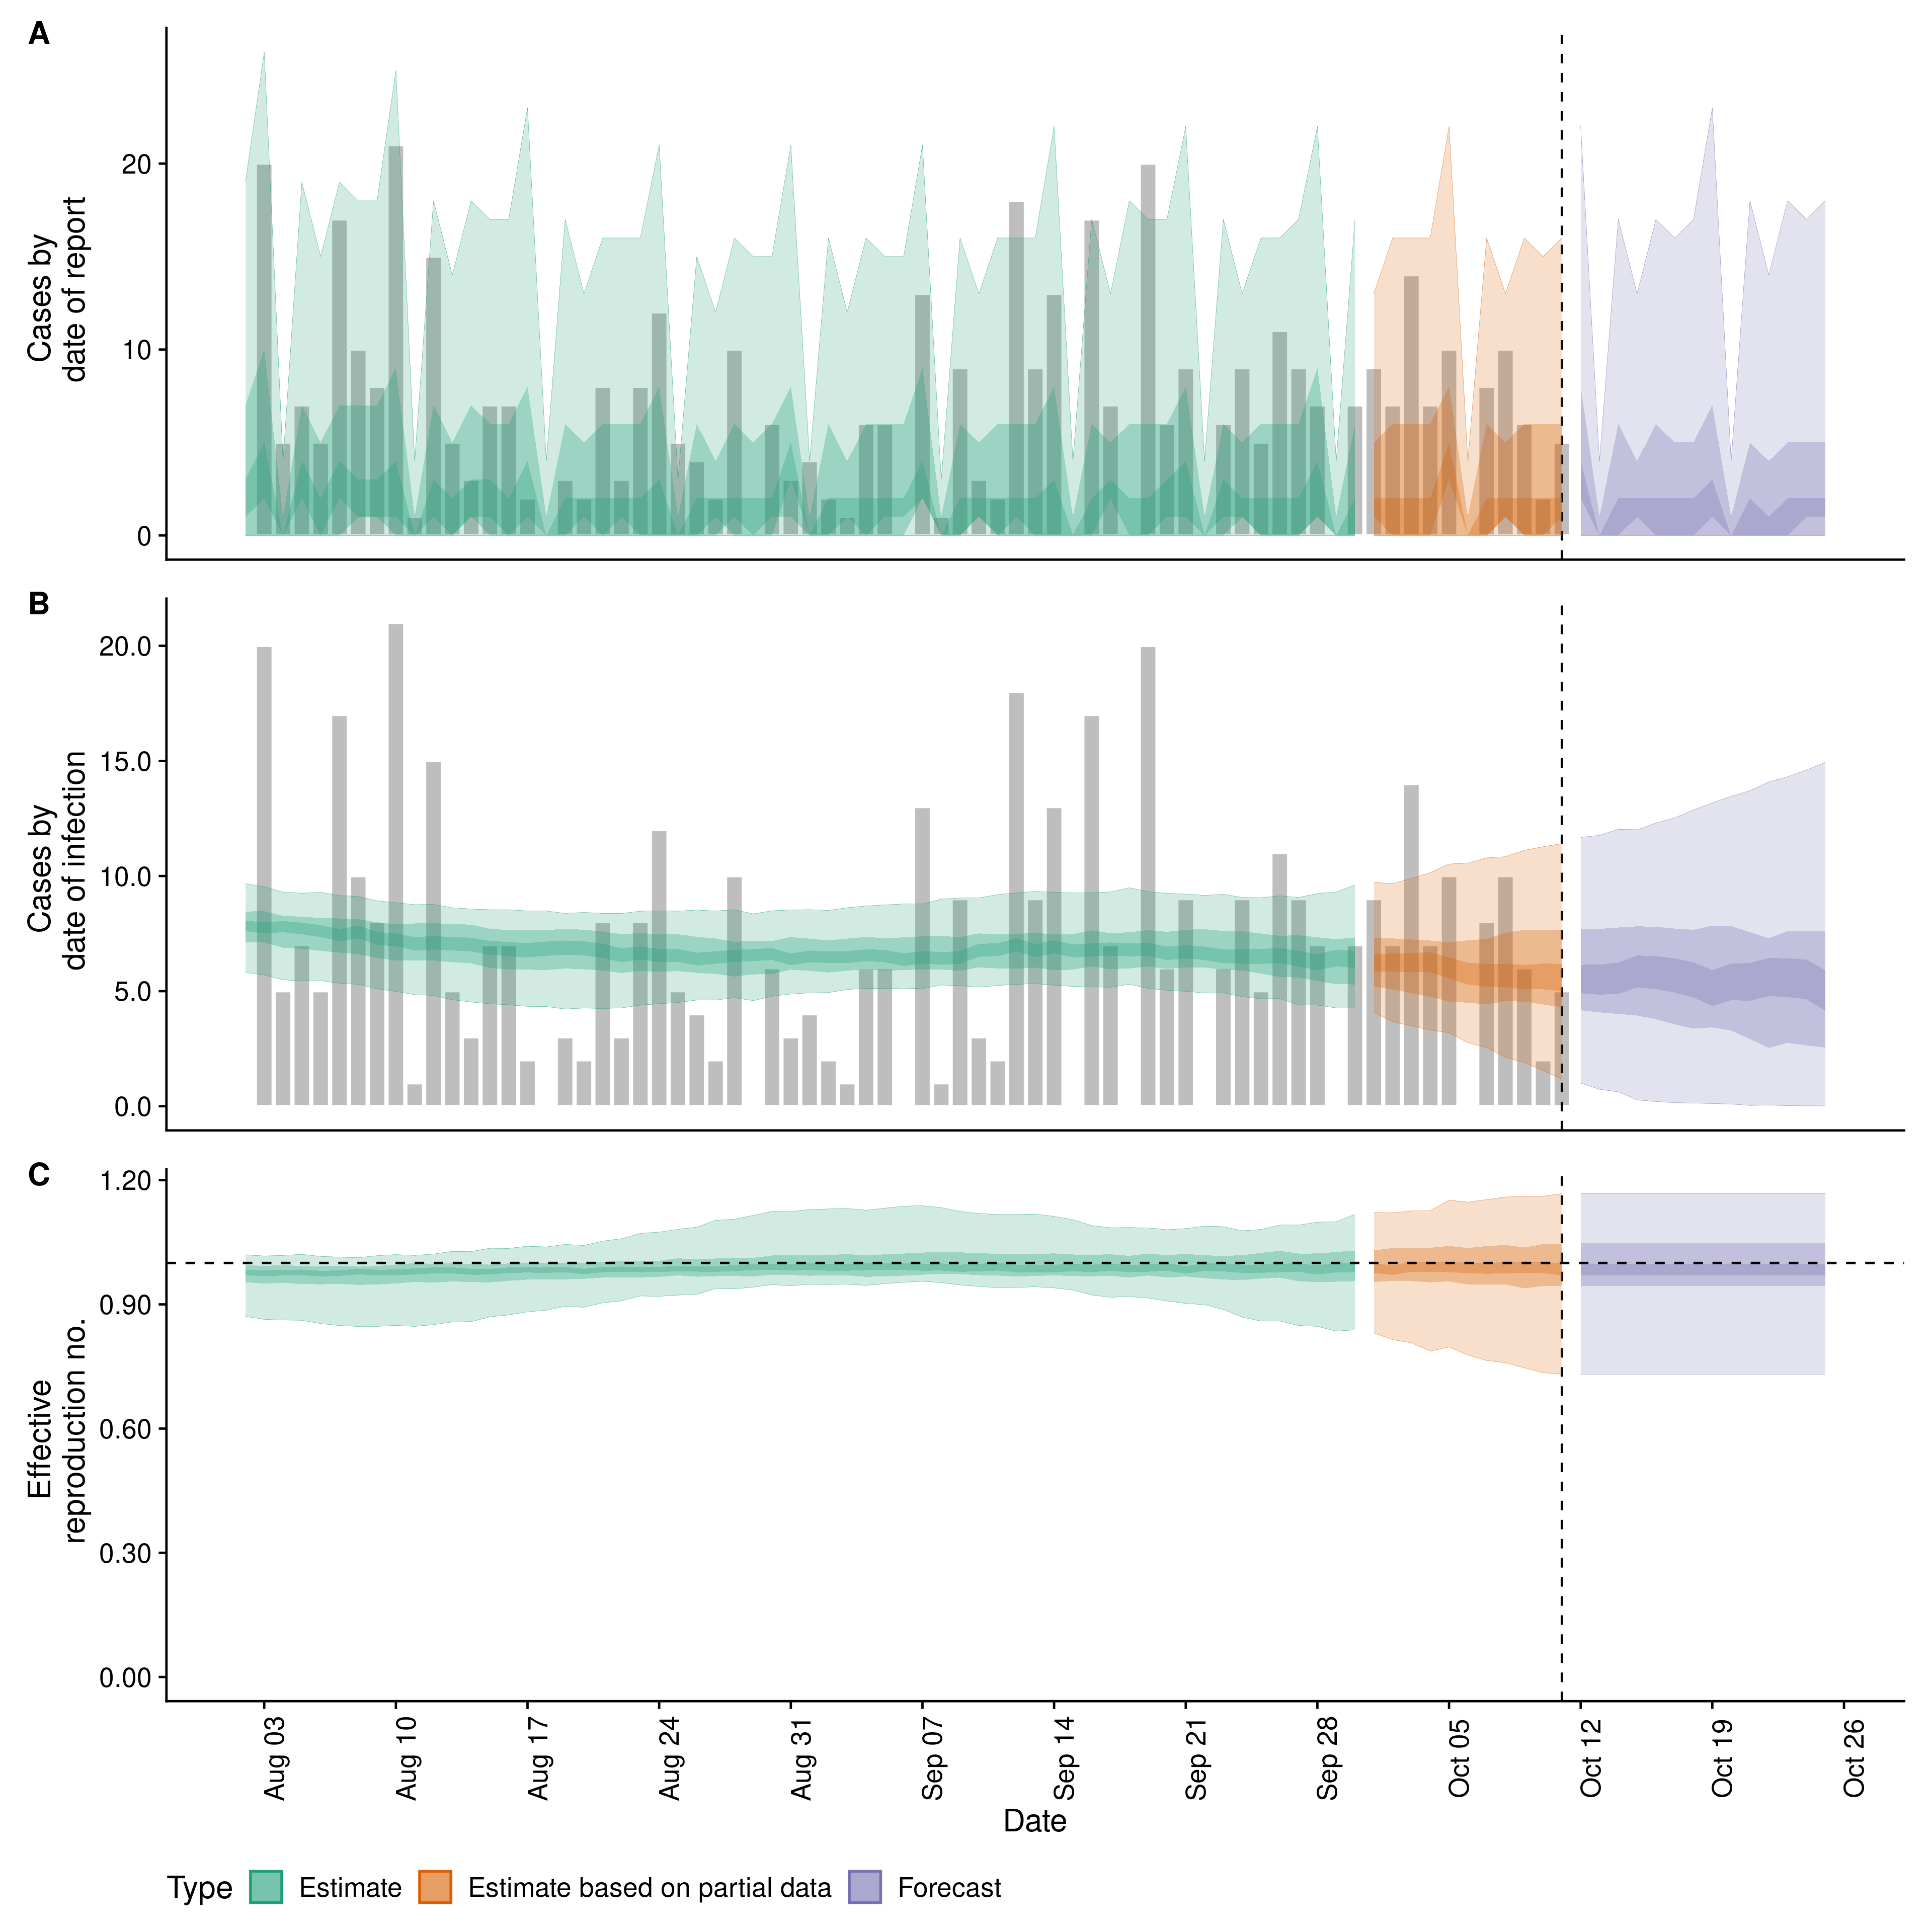 A
Cases by
date of report
20
10
0
B
Cases by
date of infection
20.0
15.0
10.0
5.0
0.0
C
Effective
reproduction no.
1.20
0.90
0.60
0.30
0.00
Aug 03
Aug 10
Aug 17
Aug 24
Aug 31
Sep 07
Sep 14
Sep 21
Sep 28
Oct 05
Oct 12
Oct 19
Oct 26
Date
Type Estimate Estimate based on partial data Forecast